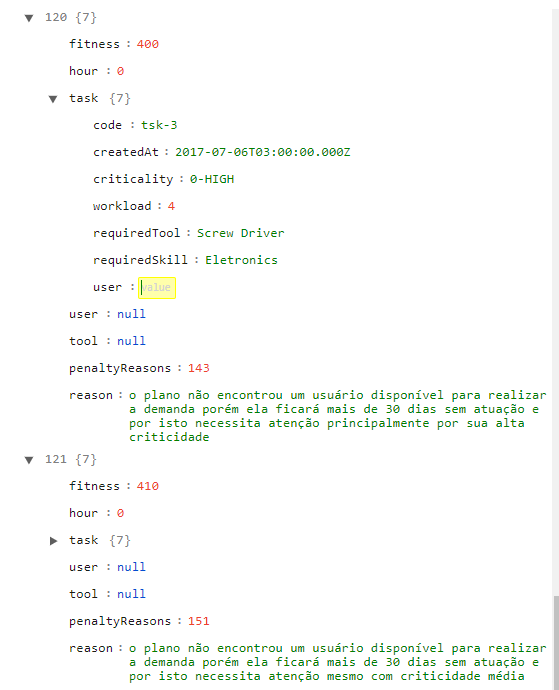 120 {7}
fitness : 400
hour : 0
task {7}
code : tsk-3
createdAt : 2017-07-06T03:00:00.000Z
criticality : 0-HIGH
workload : 4
requiredTool : Screw Driver
requiredSkill : Eletronics
user : value
user : null
tool : null
penaltyReasons : 143
reason : o plano não encontrou um usuário disponível para realizar
a demanda porém ela ficará mais de 30 dias sem atuação e
por isto necessita atenção principalmente por sua alta
criticidade
121 {7}
fitness : 410
hour : 0
task {7}
user : null
tool : null
penaltyReasons : 151
reason : o plano não encontrou um usuário disponível para realizar
a demanda porém ela ficará mais de 30 dias sem atuação e
por isto necessita atenção mesmo com criticidade média